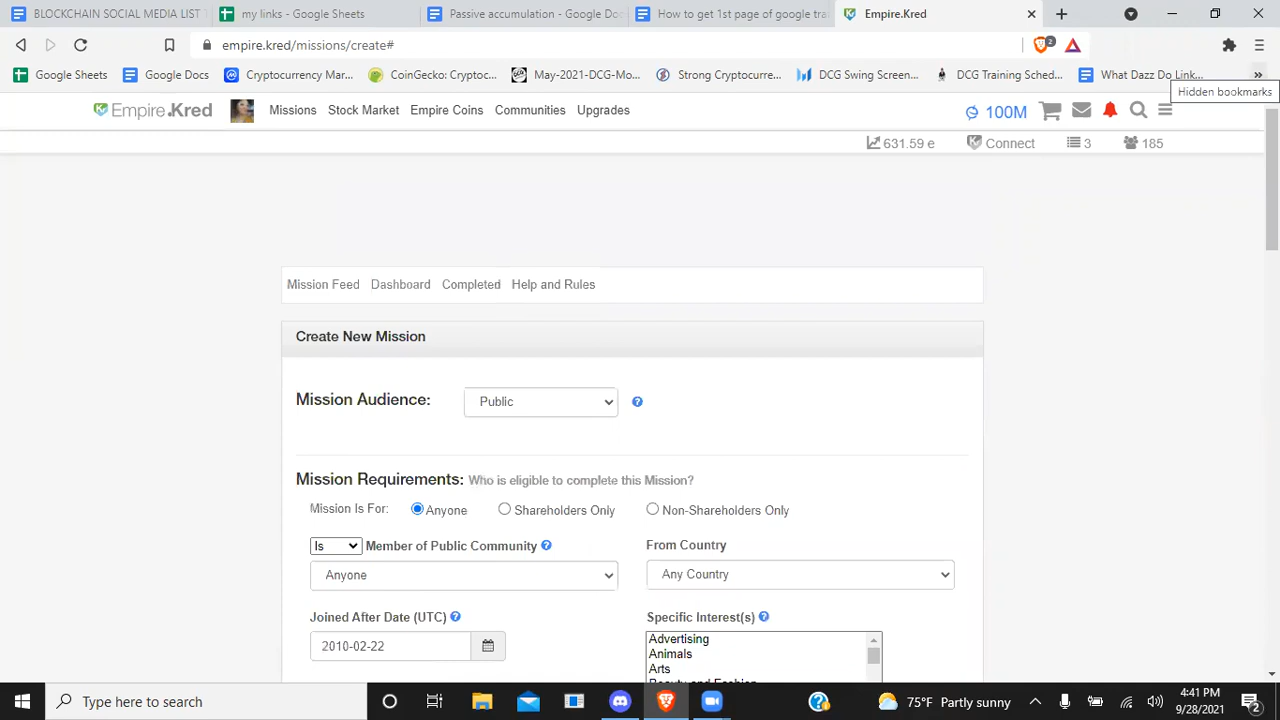 BLOCKCHAIN SOCIAL MEDIA LIST T
my links - Google Sheets
Passive accumulation - Google Doc
How to get 1st page of google trai
Empire.Kred
empire.kred/missions/create#
2
Google Sheets
Google Docs
Cryptocurrency Mar...
CoinGecko: Cryptoc...
May-2021-DCG-Mo...
Strong Cryptocurre...
DCG Swing Screen...
DCG Training Sched...
What Dazz Do Link...
Hidden bookmarks
Empire.Kred
Missions
Stock Market
Empire Coins
Communities
Upgrades
100M
631.59 e
Connect
3
185
Mission Feed
Dashboard
Completed
Help and Rules
Create New Mission
Mission Audience:
Public
Mission Requirements: Who is eligible to complete this Mission?
Mission Is For:
Anyone
Shareholders Only
Non-Shareholders Only
Is
Member of Public Community
From Country
Anyone
Any Country
Joined After Date (UTC)
Specific Interest(s)
2010-02-22
Advertising
Animals
Arts
Beauty and Fashion
Type here to search
75°F Partly sunny
4:41 PM
9/28/2021
2